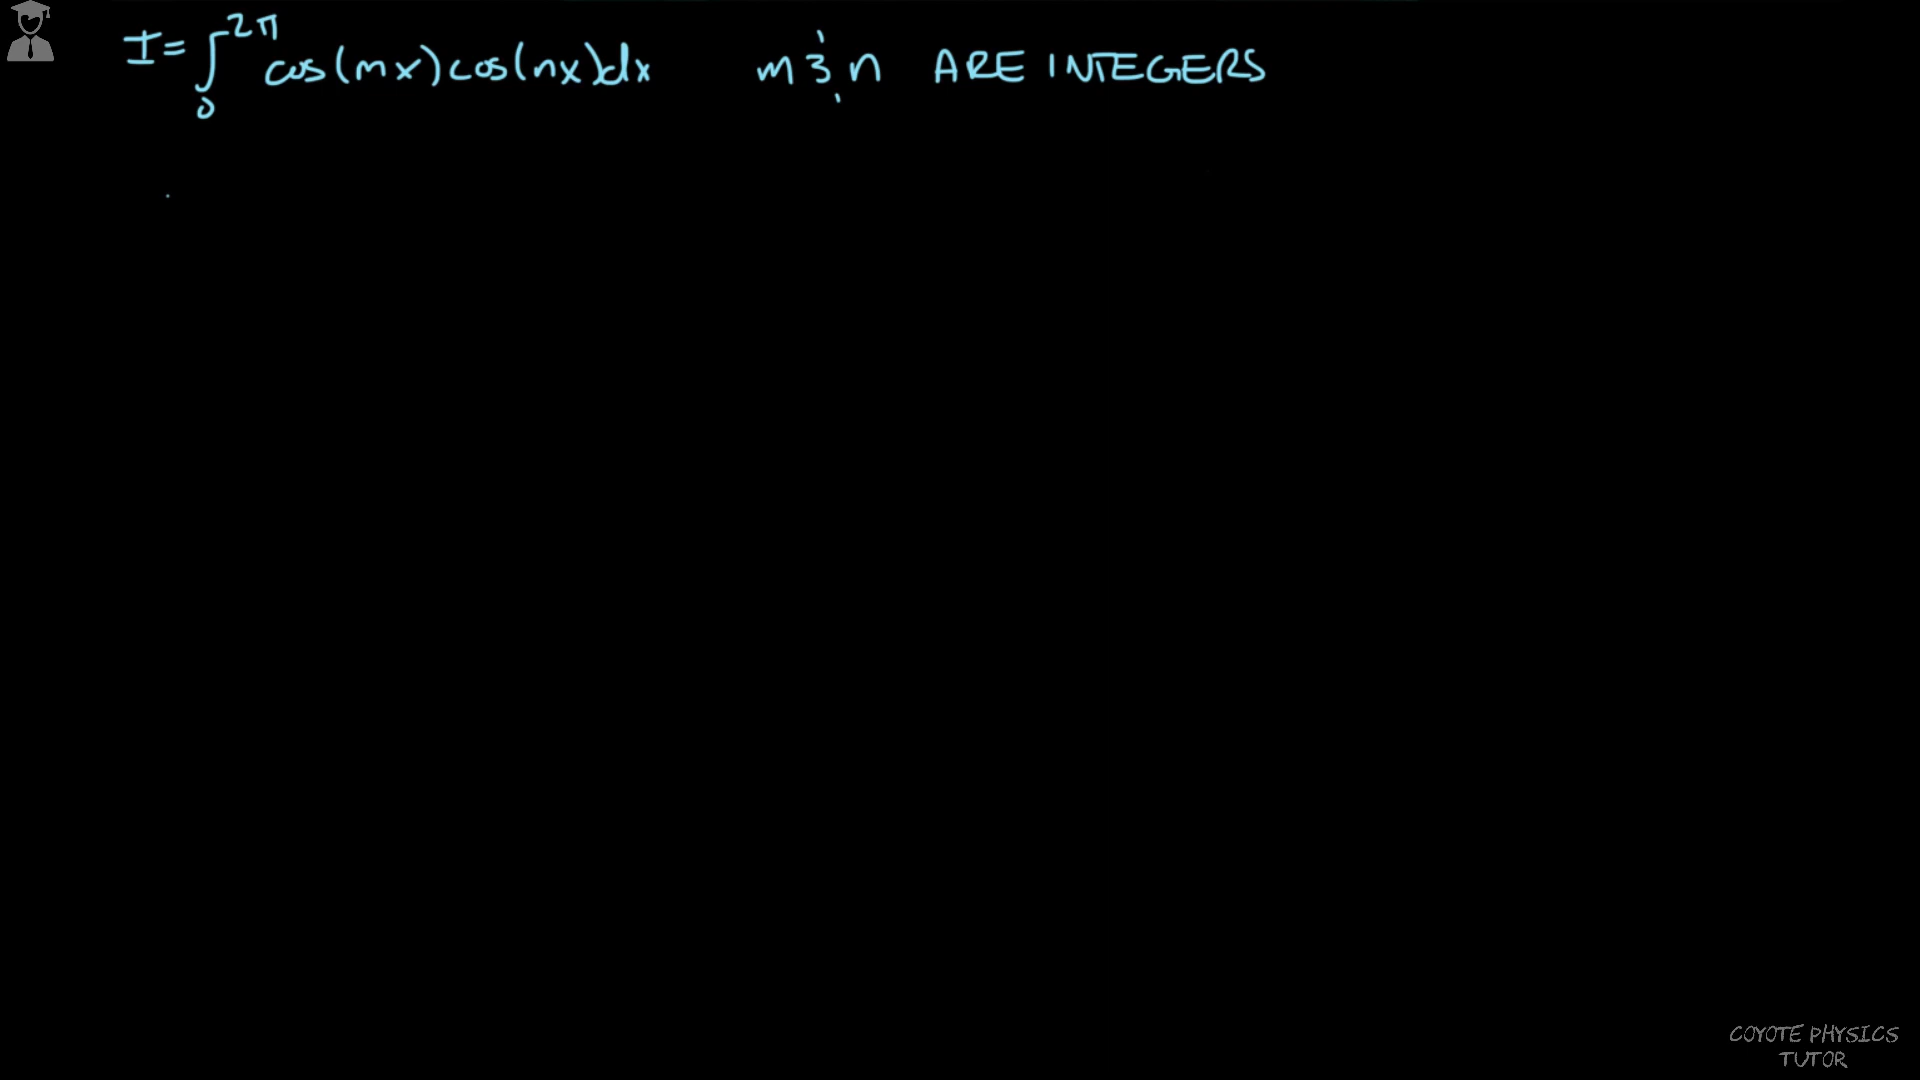 I = ∫₀^2π cos(mx)cos(nx)dx m & n ARE INTEGERS
COYOTE PHYSICS
TUTOR